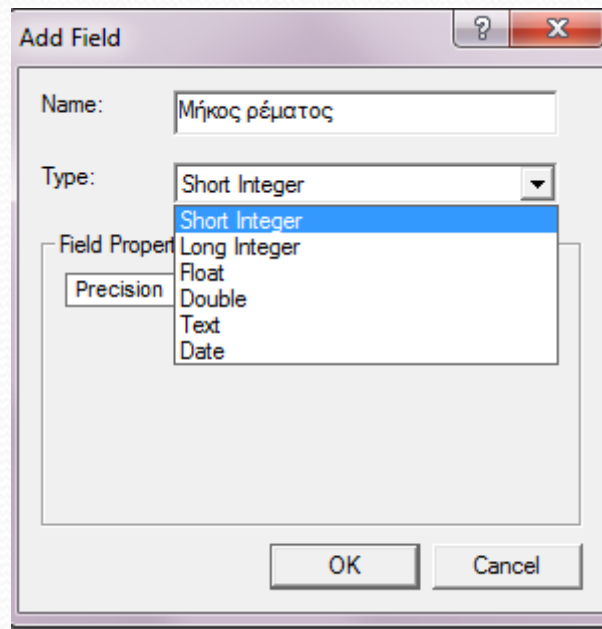 Add Field
Name:
Μήκος ρέματος
Type:
Short Integer
Short Integer
Long Integer
Float
Double
Text
Date
Field Propert
Precision
OK
Cancel